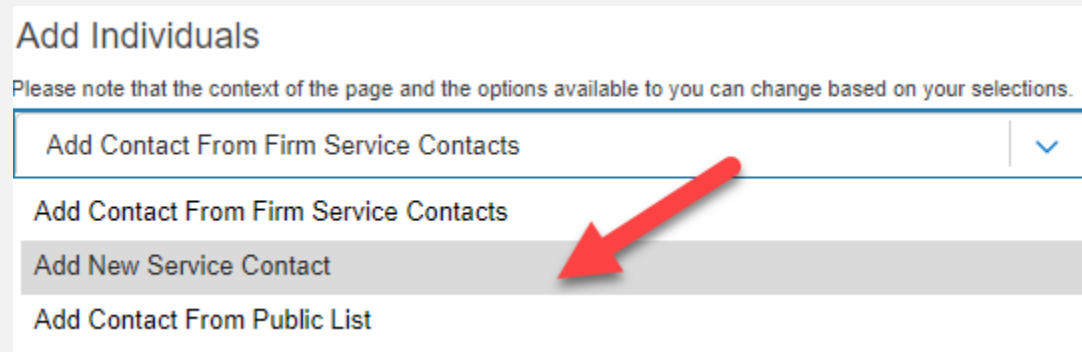 Add Individuals
Please note that the context of the page and the options available to you can change based on your selections.
Add Contact From Firm Service Contacts
Add Contact From Firm Service Contacts
Add New Service Contact
Add Contact From Public List